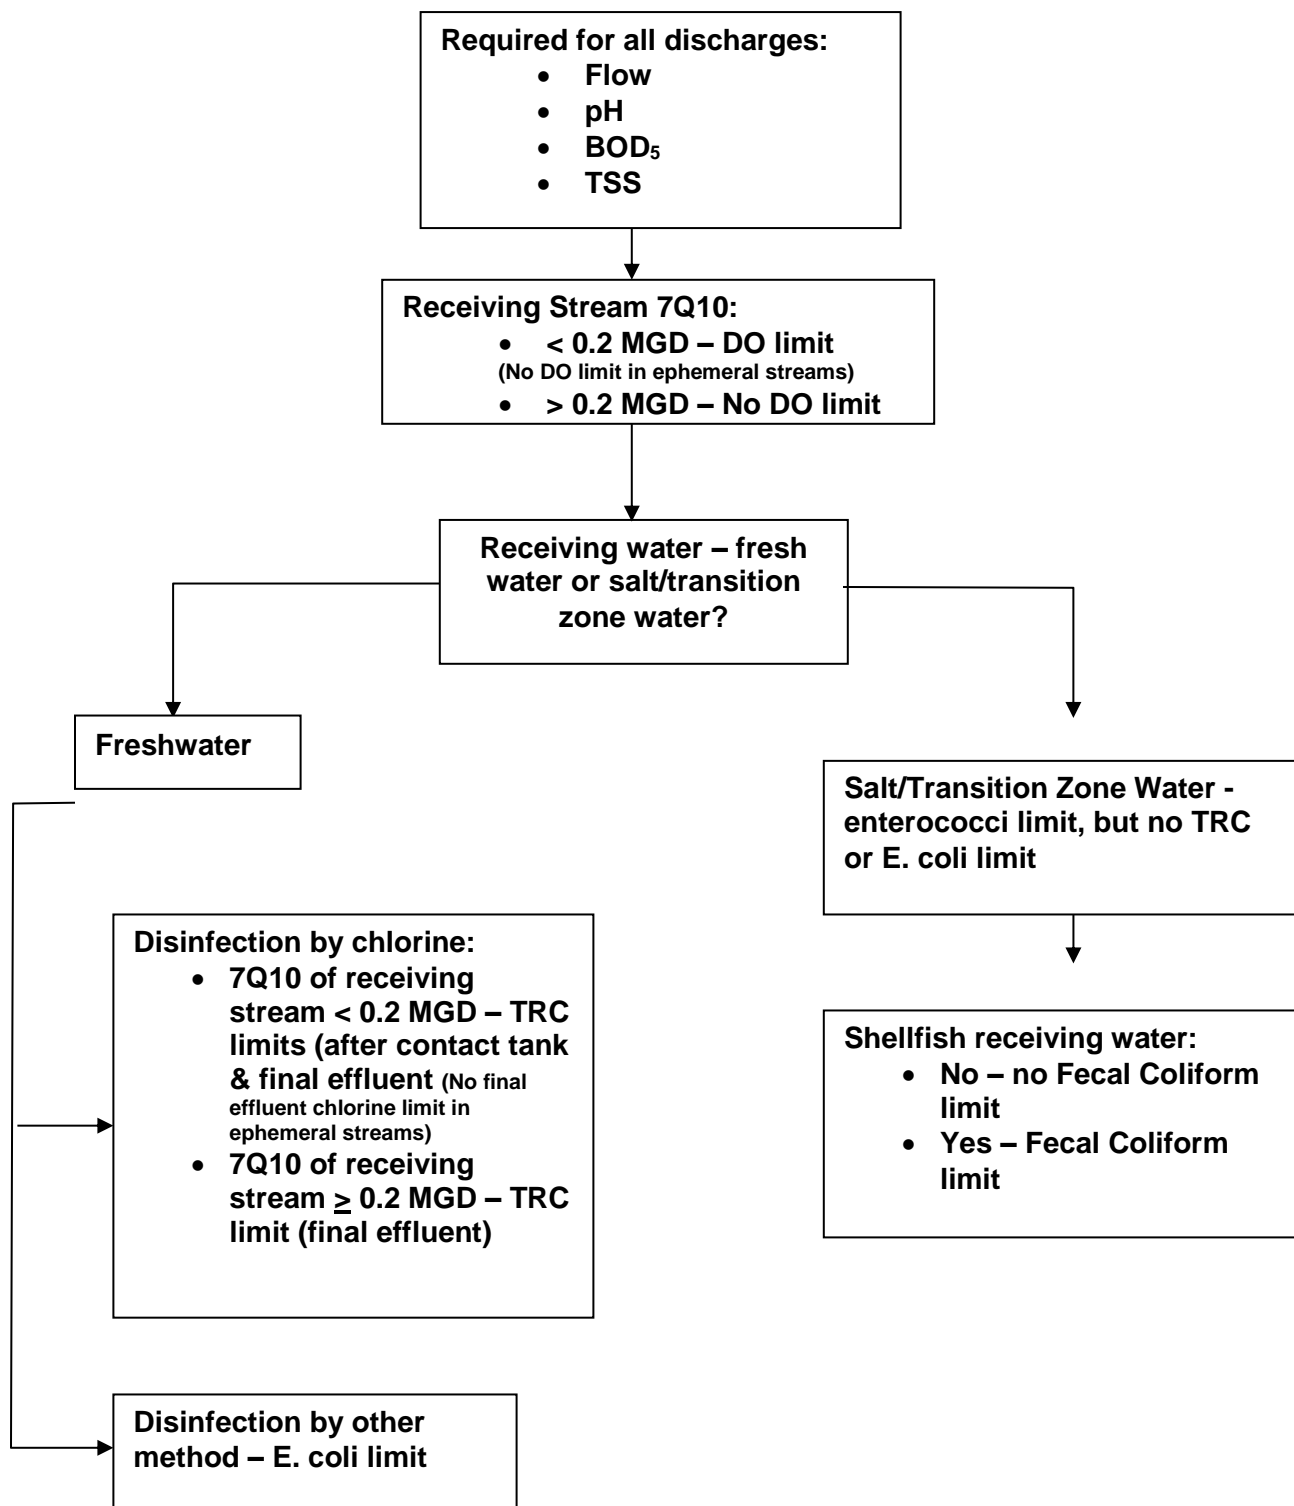 Required for all discharges:
• Flow
• pH
• BOD₅
• TSS
Receiving Stream 7Q10:
• < 0.2 MGD – DO limit
(No DO limit in ephemeral streams)
• > 0.2 MGD – No DO limit
Receiving water – fresh
water or salt/transition
zone water?
Freshwater
Salt/Transition Zone Water -
enterococci limit, but no TRC
or E. coli limit
Disinfection by chlorine:
• 7Q10 of receiving
stream < 0.2 MGD – TRC
limits (after contact tank
& final effluent (No final
effluent chlorine limit in
ephemeral streams)
• 7Q10 of receiving
stream ≥ 0.2 MGD – TRC
limit (final effluent)
Shellfish receiving water:
• No – no Fecal Coliform
limit
• Yes – Fecal Coliform
limit
Disinfection by other
method – E. coli limit